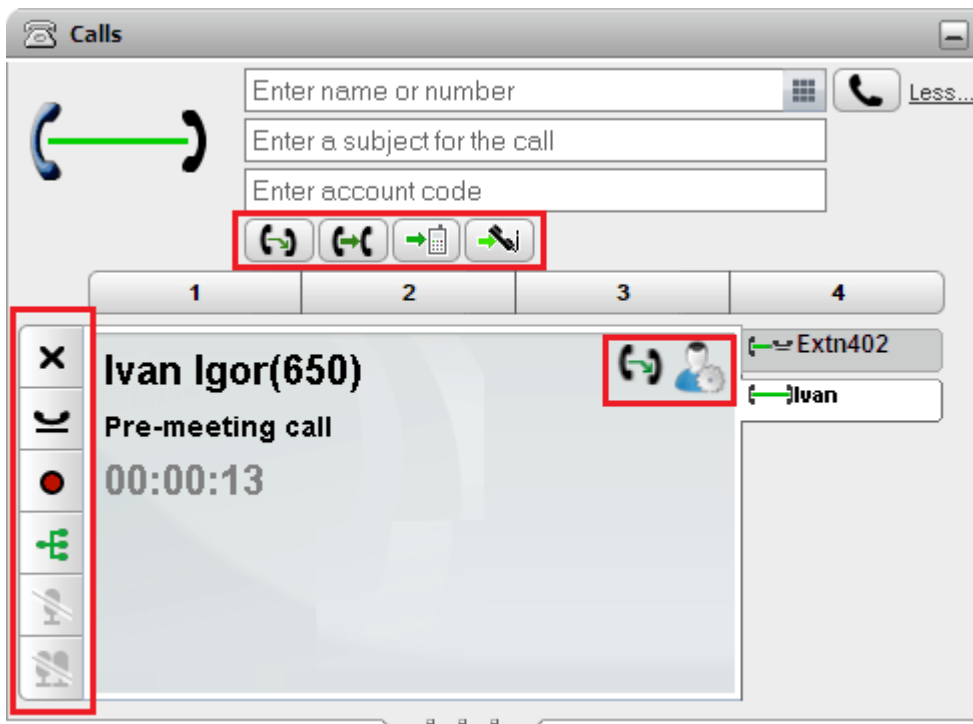 Calls
Enter name or number
Less...
Enter a subject for the call
Enter account code
1 2 3 4
Ivan Igor(650)
Pre-meeting call
00:00:13
Extn402
Ivan